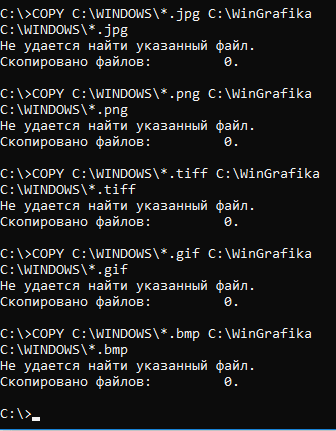 C:\>COPY C:\WINDOWS\*.jpg C:\WinGrafika
C:\WINDOWS\*.jpg
Не удается найти указанный файл.
Скопировано файлов:         0.
C:\>COPY C:\WINDOWS\*.png C:\WinGrafika
C:\WINDOWS\*.png
Не удается найти указанный файл.
Скопировано файлов:         0.
C:\>COPY C:\WINDOWS\*.tiff C:\WinGrafika
C:\WINDOWS\*.tiff
Не удается найти указанный файл.
Скопировано файлов:         0.
C:\>COPY C:\WINDOWS\*.gif C:\WinGrafika
C:\WINDOWS\*.gif
Не удается найти указанный файл.
Скопировано файлов:         0.
C:\>COPY C:\WINDOWS\*.bmp C:\WinGrafika
C:\WINDOWS\*.bmp
Не удается найти указанный файл.
Скопировано файлов:         0.
C:\>